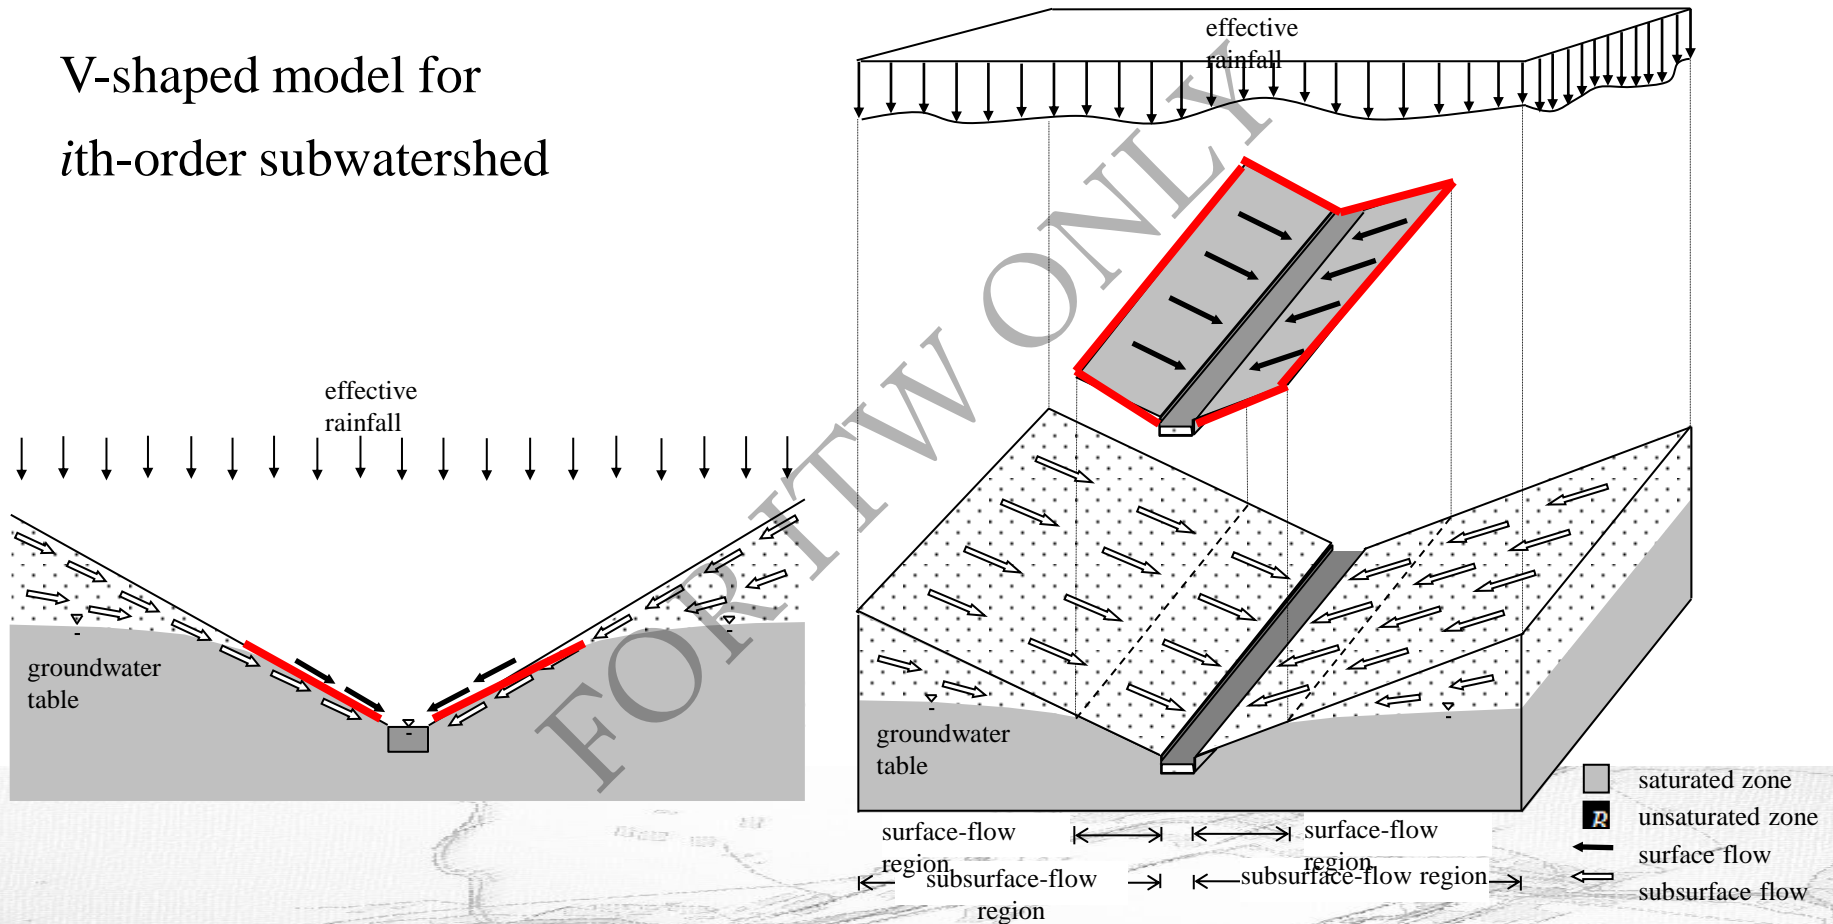 V-shaped model for
ith-order subwatershed
effective
rainfall
effective
rainfall
groundwater
table
groundwater
table
surface-flow
region
surface-flow
region
subsurface-flow
region
subsurface-flow region
saturated zone
R unsaturated zone
surface flow
subsurface flow
FOR ITW ONLY